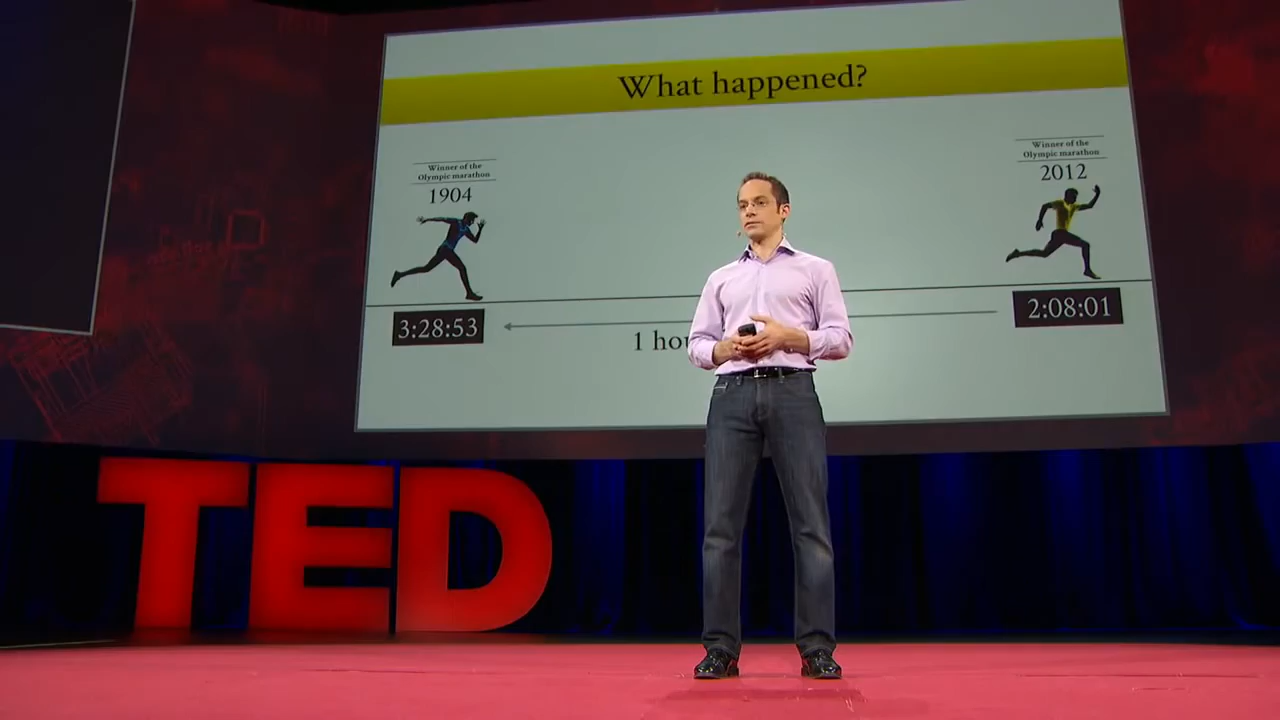 What happened?
Winner of the
Olympic marathon
1904
3:28:53
Winner of the
Olympic marathon
2012
2:08:01
1 hou
TED